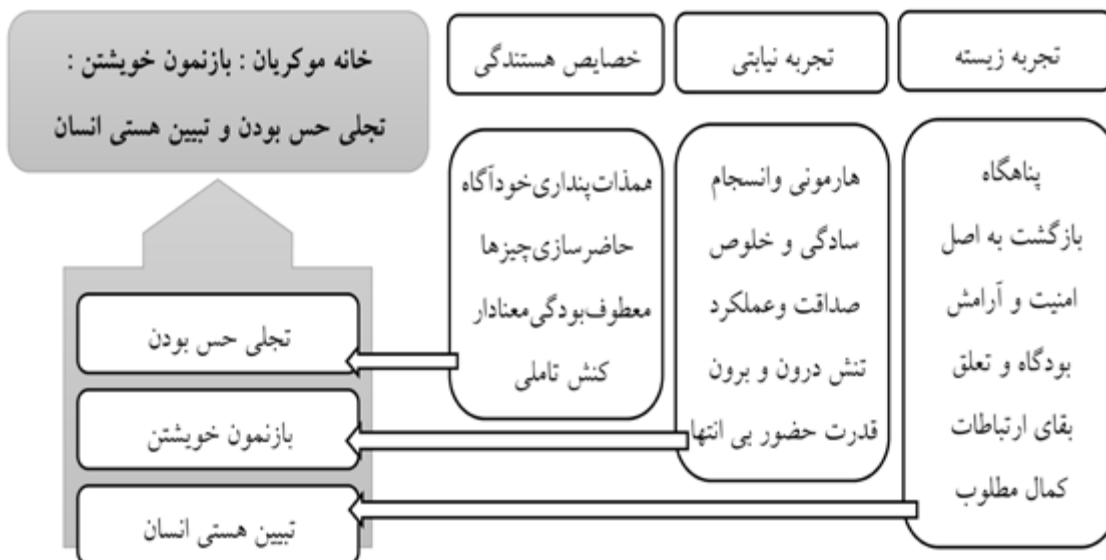 خانه موکریان : بازنمون خویشتن :
تجلی حس بودن و تبیین هستی انسان
تجربه زیسته
تجربه نیابتی
خصایص هستندگی
پناهگاه
بازگشت به اصل
امنیت و آرامش
بودگاه و تعلق
بقای ارتباطات
کمال مطلوب
هارمونی وانسجام
سادگی و خلوص
صداقت وعملکرد
تنش درون و برون
قدرت حضور بی انتها
همذات‌پنداری‌خودآگاه
حاضرسازی‌چیزها
معطوف‌بودگی‌معنادار
کنش تاملی
تجلی حس بودن
بازنمون خویشتن
تبیین هستی انسان